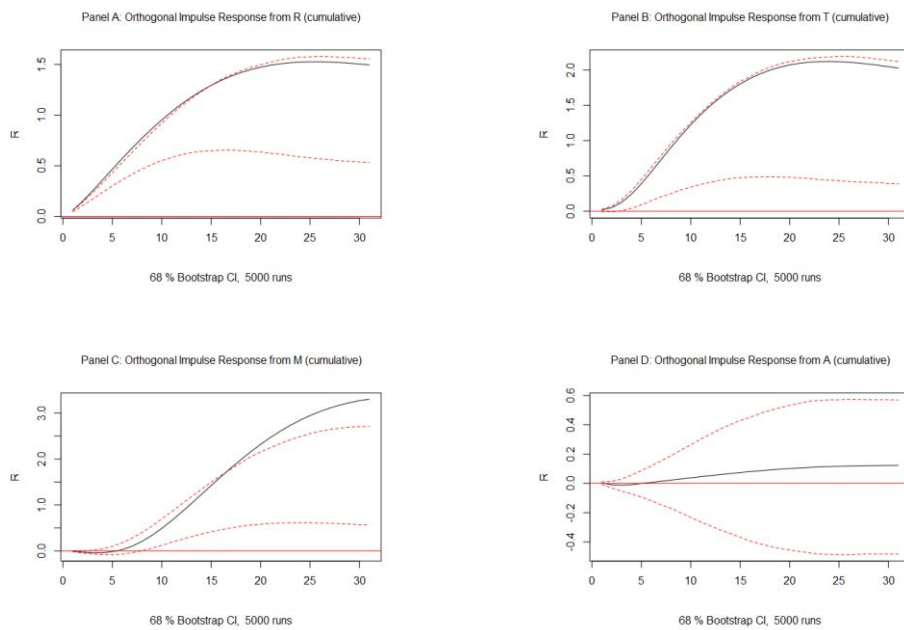 Panel A: Orthogonal Impulse Response from R (cumulative)
R
1.5
1.0
0.5
0.0
0 5 10 15 20 25 30
68 % Bootstrap CI, 5000 runs
Panel B: Orthogonal Impulse Response from T (cumulative)
R
2.0
1.5
1.0
0.5
0.0
0 5 10 15 20 25 30
68 % Bootstrap CI, 5000 runs
Panel C: Orthogonal Impulse Response from M (cumulative)
R
3.0
2.0
1.0
0.0
0 5 10 15 20 25 30
68 % Bootstrap CI, 5000 runs
Panel D: Orthogonal Impulse Response from A (cumulative)
R
0.6
0.4
0.2
0.0
-0.2
-0.4
0 5 10 15 20 25 30
68 % Bootstrap CI, 5000 runs